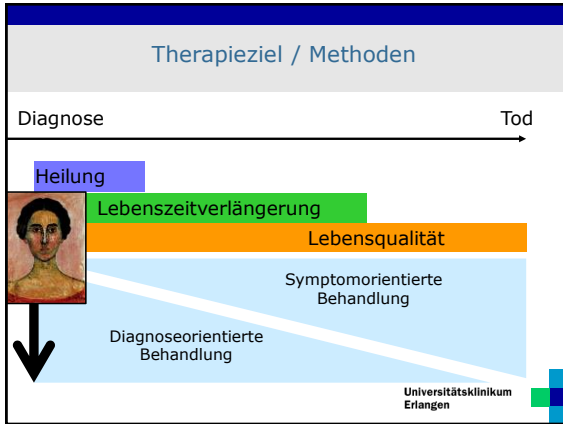 Therapieziel / Methoden
Diagnose
Tod
Heilung
Lebenszeitverlängerung
Lebensqualität
Symptomorientierte
Behandlung
Diagnoseorientierte
Behandlung
Universitätsklinikum
Erlangen